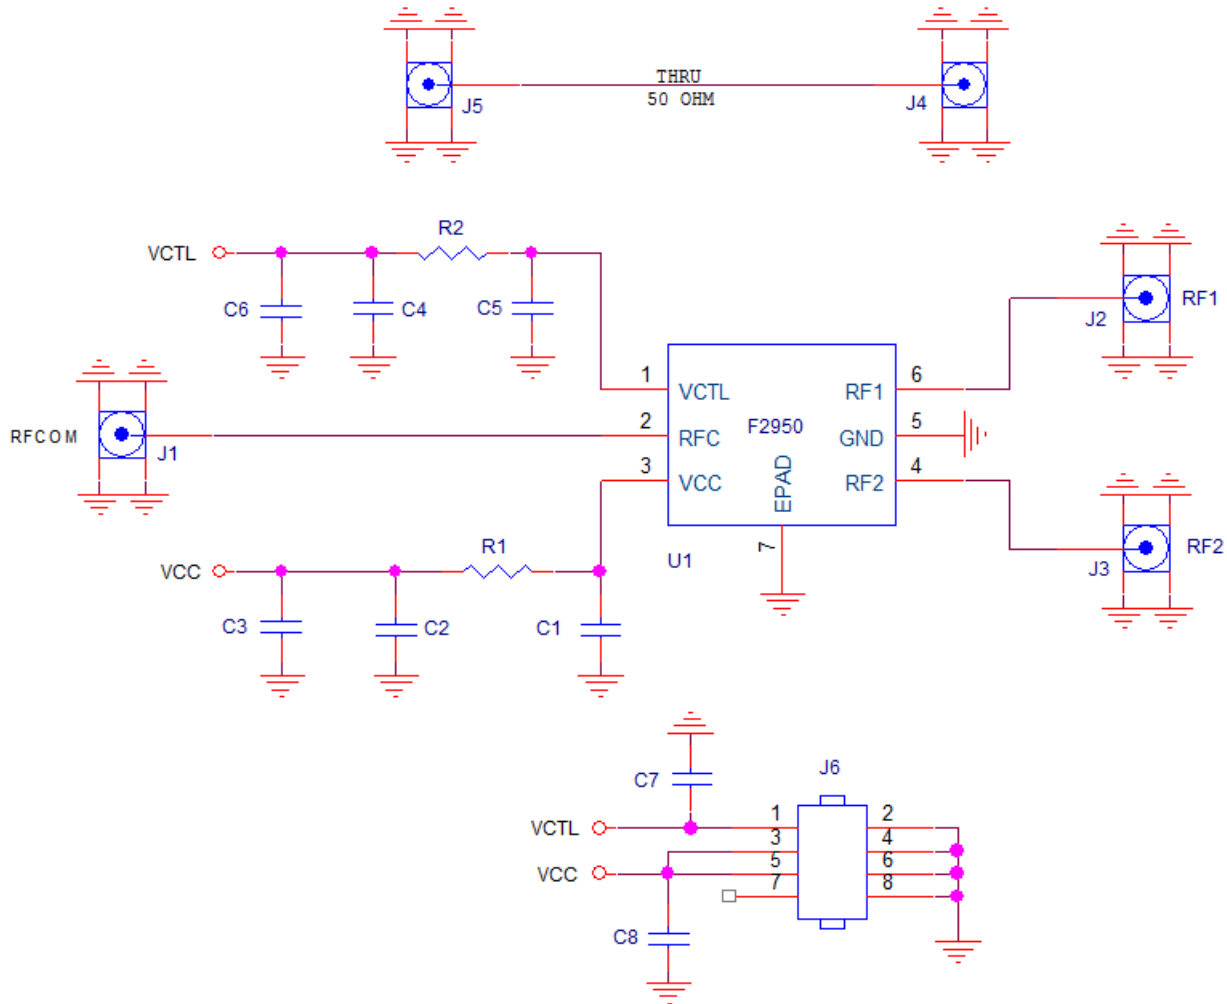 THRU
J5 50 OHM J4
R2
VCTL
C6 C4 C5 J2 RF1
1 VCTL RF1 6
RFCOM J1 2 RFC F2950 GND 5
3 VCC EPAD RF2 4
R1 U1 7 J3 RF2
VCC
C3 C2 C1
C7 J6
VCTL 1 2
3 4
VCC 5 6
7 8
C8